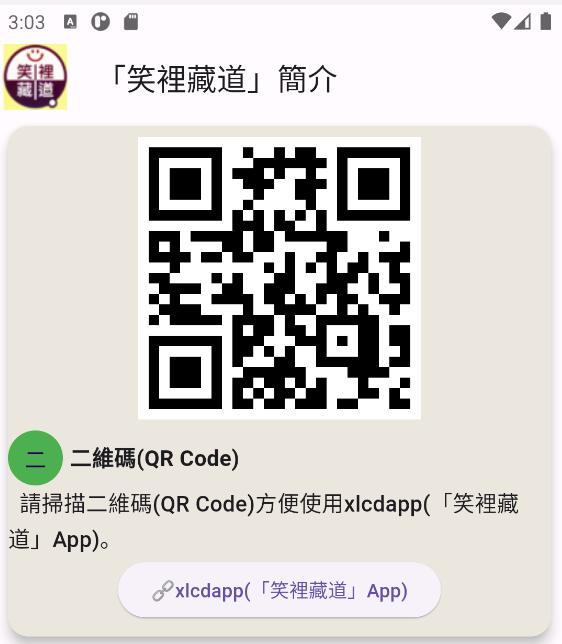 3:03
笑裡
藏道
「笑裡藏道」簡介
二 二維碼(QR Code)
請掃描二維碼(QR Code)方便使用xlcdapp(「笑裡藏
道」App)。
🔗xlcdapp(「笑裡藏道」App)